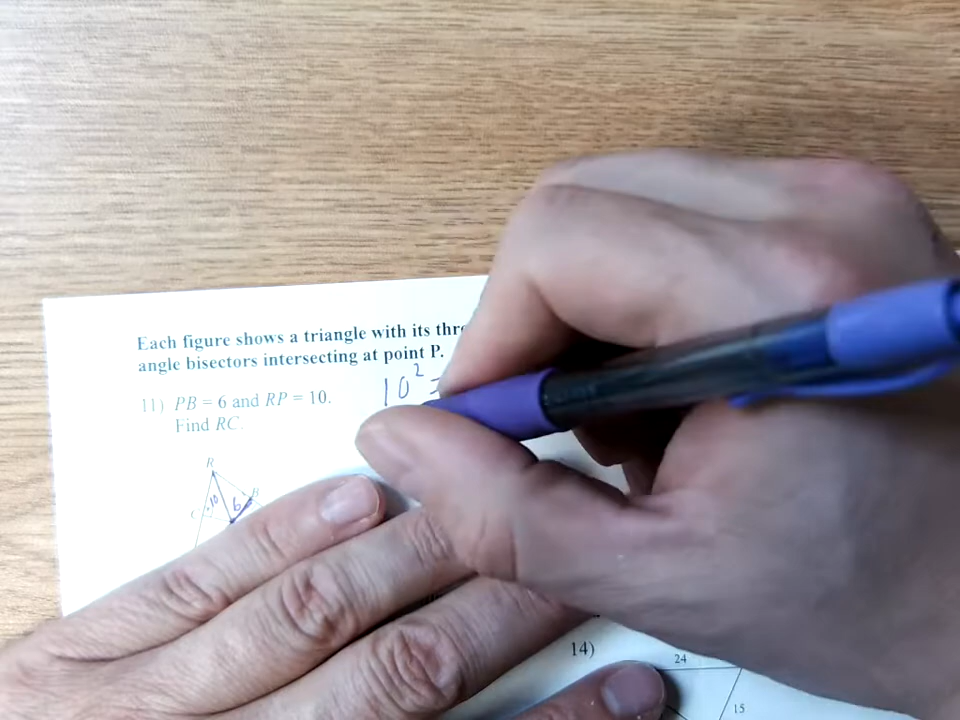 Each figure shows a triangle with its
angle bisectors intersecting at point P.
10² =
11) PB = 6 and RP = 10.
Find RC.
R
10
6
B
C
14)
24
15